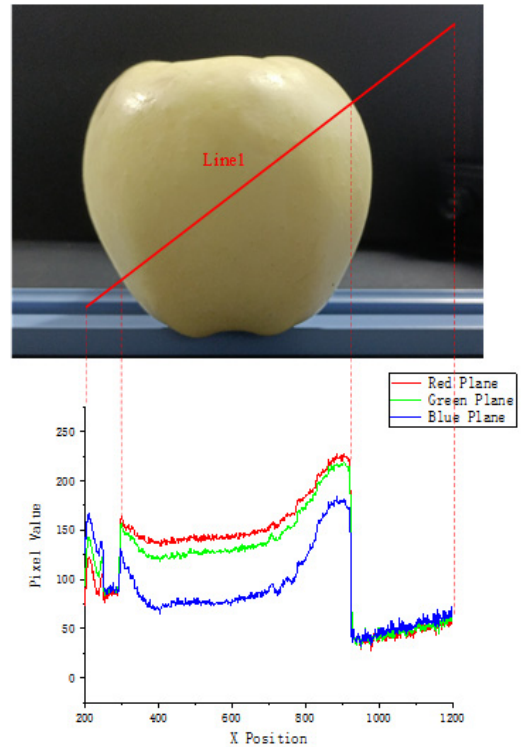 Line1
Red Plane
Green Plane
Blue Plane
250
200
150
100
50
0
Pixel Value
200 400 600 800 1000 1200
X Position